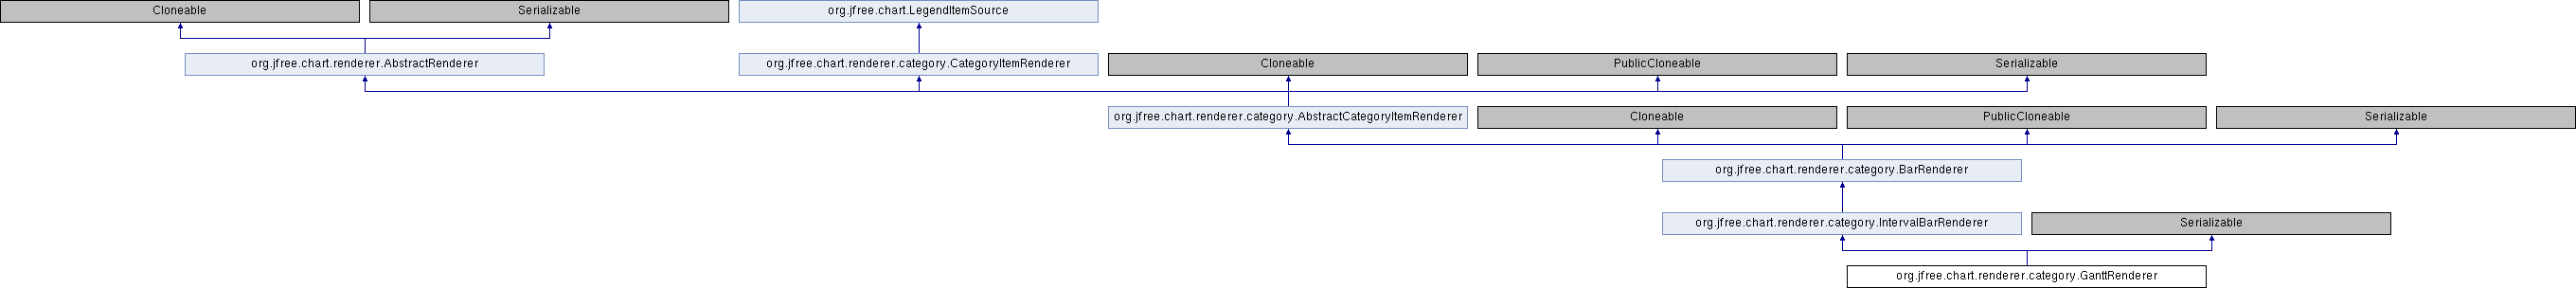 Cloneable
Serializable
org.jfree.chart.LegendItemSource
org.jfree.chart.renderer.AbstractRenderer
org.jfree.chart.renderer.category.CategoryItemRenderer
Cloneable
PublicCloneable
Serializable
org.jfree.chart.renderer.category.AbstractCategoryItemRenderer
Cloneable
PublicCloneable
Serializable
org.jfree.chart.renderer.category.BarRenderer
org.jfree.chart.renderer.category.IntervalBarRenderer
Serializable
org.jfree.chart.renderer.category.GanttRenderer